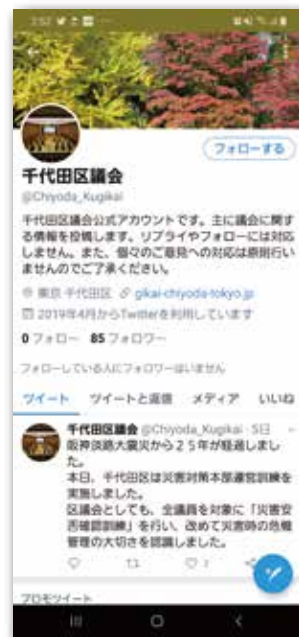 2:52
フォローする
千代田区議会
@Chiyoda_Kugikai
千代田区議会公式アカウントです。主に議会に関す
る情報を投稿します。リプライやフォローには対応
しません。また、個々のご意見への対応は原則行い
ませんのでご了承ください。
東京 千代田区 gikai-chiyoda-tokyo.jp
2019年4月からTwitterを利用しています
0フォロー 85フォロワー
フォローしている人にフォロワーはいません
ツイート ツイートと返信 メディア いいね
千代田区議会 @Chiyoda_Kugikai・5日
阪神淡路大震災から25年が経過しまし
た。
本日、千代田区は災害対策本部運営訓練を
実施しました。
区議会としても、全議員を対象に「災害安
否確認訓練」を行い、改めて災害時の危機
管理の大切さを認識しました。
プロモツイート